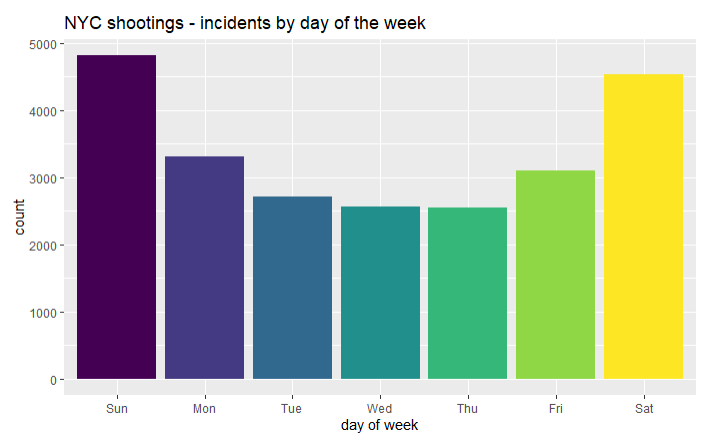 NYC shootings - incidents by day of the week
5000
4000
3000
2000
1000
0
count
Sun Mon Tue Wed Thu Fri Sat
day of week